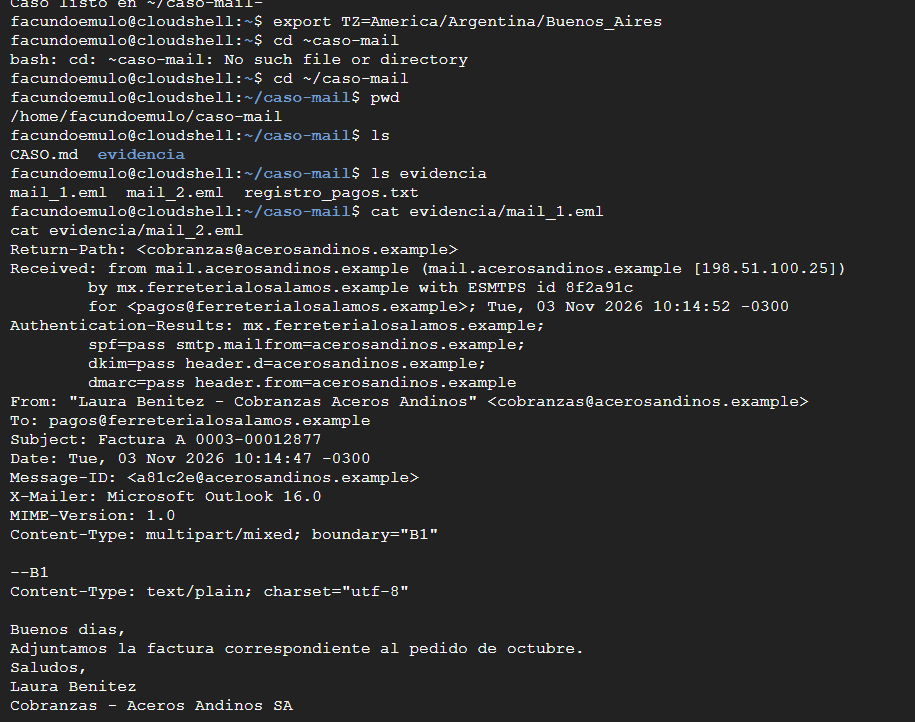 Caso listo en ~/caso-mail-
facundoemulo@cloudshell:~$ export TZ=America/Argentina/Buenos_Aires
facundoemulo@cloudshell:~$ cd ~caso-mail
bash: cd: ~caso-mail: No such file or directory
facundoemulo@cloudshell:~$ cd ~/caso-mail
facundoemulo@cloudshell:~/caso-mail$ pwd
/home/facundoemulo/caso-mail
facundoemulo@cloudshell:~/caso-mail$ ls
CASO.md  evidencia
facundoemulo@cloudshell:~/caso-mail$ ls evidencia
mail_1.eml  mail_2.eml  registro_pagos.txt
facundoemulo@cloudshell:~/caso-mail$ cat evidencia/mail_1.eml
cat evidencia/mail_2.eml
Return-Path: <cobranzas@acerosandinos.example>
Received: from mail.acerosandinos.example (mail.acerosandinos.example [198.51.100.25])
        by mx.ferreterialosalamos.example with ESMTPS id 8f2a91c
        for <pagos@ferreterialosalamos.example>; Tue, 03 Nov 2026 10:14:52 -0300
Authentication-Results: mx.ferreterialosalamos.example;
        spf=pass smtp.mailfrom=acerosandinos.example;
        dkim=pass header.d=acerosandinos.example;
        dmarc=pass header.from=acerosandinos.example
From: "Laura Benitez - Cobranzas Aceros Andinos" <cobranzas@acerosandinos.example>
To: pagos@ferreterialosalamos.example
Subject: Factura A 0003-00012877
Date: Tue, 03 Nov 2026 10:14:47 -0300
Message-ID: <a81c2e@acerosandinos.example>
X-Mailer: Microsoft Outlook 16.0
MIME-Version: 1.0
Content-Type: multipart/mixed; boundary="B1"

--B1
Content-Type: text/plain; charset="utf-8"

Buenos dias,
Adjuntamos la factura correspondiente al pedido de octubre.
Saludos,
Laura Benitez
Cobranzas - Aceros Andinos SA